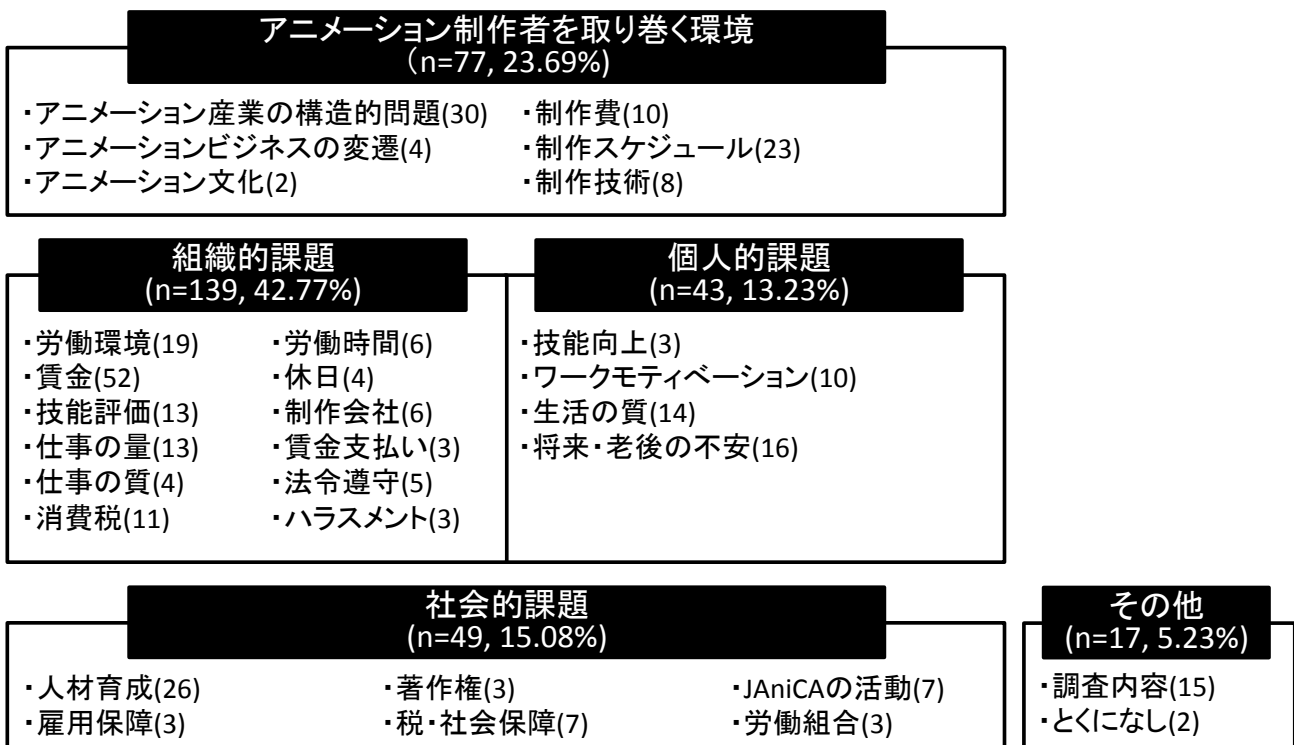 アニメーション制作者を取り巻く環境
(n=77, 23.69%)
・アニメーション産業の構造的問題(30) ・制作費(10)
・アニメーションビジネスの変遷(4) ・制作スケジュール(23)
・アニメーション文化(2) ・制作技術(8)
組織的課題
(n=139, 42.77%)
・労働環境(19) ・労働時間(6)
・賃金(52) ・休日(4)
・技能評価(13) ・制作会社(6)
・仕事の量(13) ・賃金支払い(3)
・仕事の質(4) ・法令遵守(5)
・消費税(11) ・ハラスメント(3)
個人的課題
(n=43, 13.23%)
・技能向上(3)
・ワークモティベーション(10)
・生活の質(14)
・将来・老後の不安(16)
社会的課題
(n=49, 15.08%)
・人材育成(26) ・著作権(3) ・JAniCAの活動(7)
・雇用保障(3) ・税・社会保障(7) ・労働組合(3)
その他
(n=17, 5.23%)
・調査内容(15)
・とくになし(2)